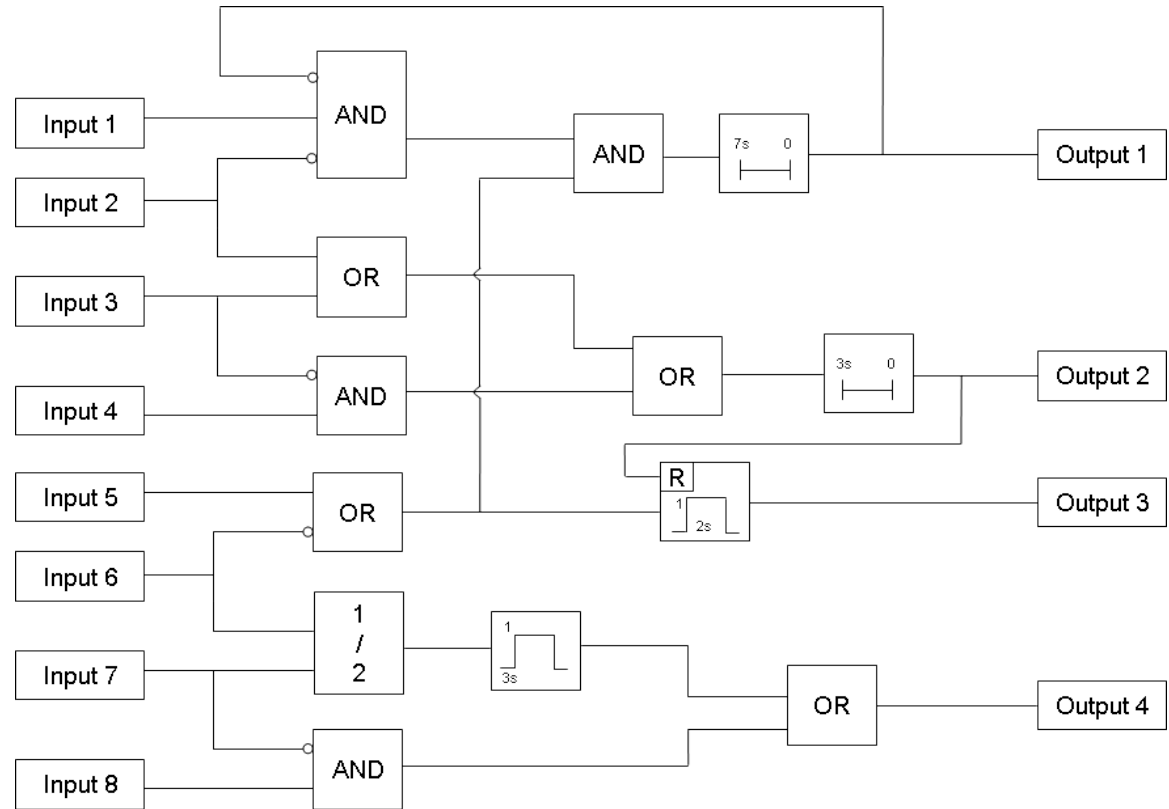 Input 1
AND
AND
7s 0
Output 1
Input 2
OR
Input 3
OR
3s 0
Output 2
AND
Input 4
R
1
2s
Output 3
Input 5
OR
Input 6
1
/
2
1
3s
Input 7
OR
Output 4
AND
Input 8